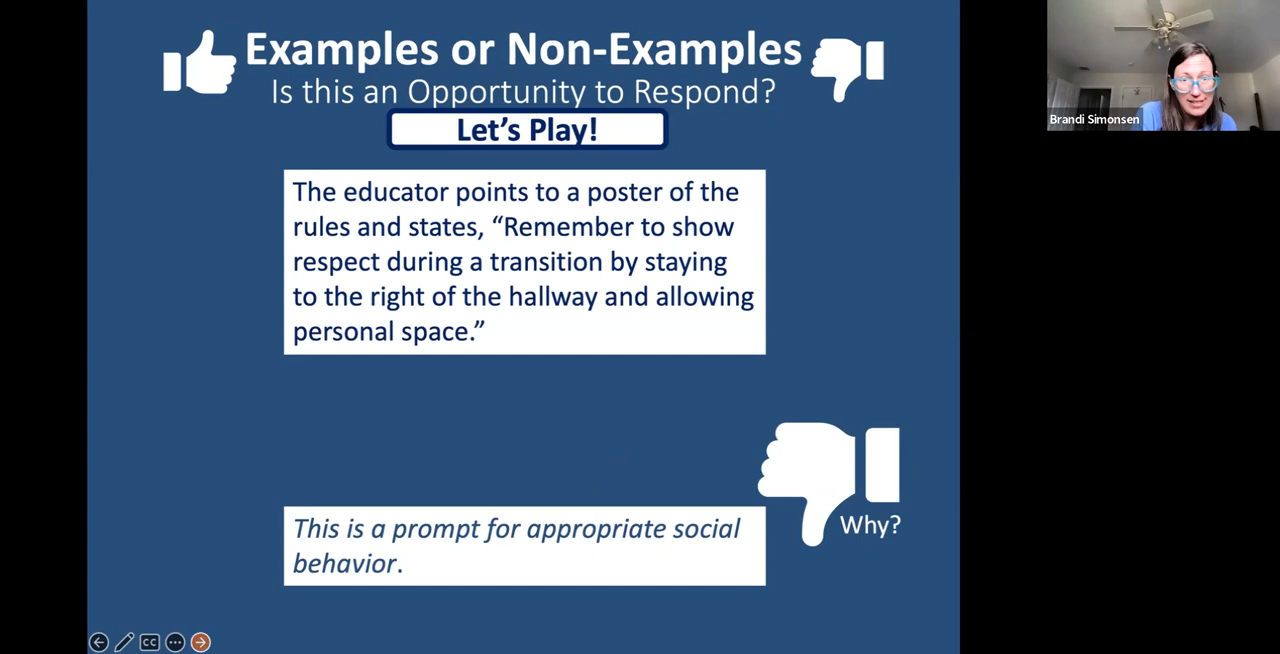 Examples or Non-Examples
Is this an Opportunity to Respond?
Let's Play!
Brandi Simonsen
The educator points to a poster of the
rules and states, “Remember to show
respect during a transition by staying
to the right of the hallway and allowing
personal space.”
Why?
This is a prompt for appropriate social
behavior.
CC